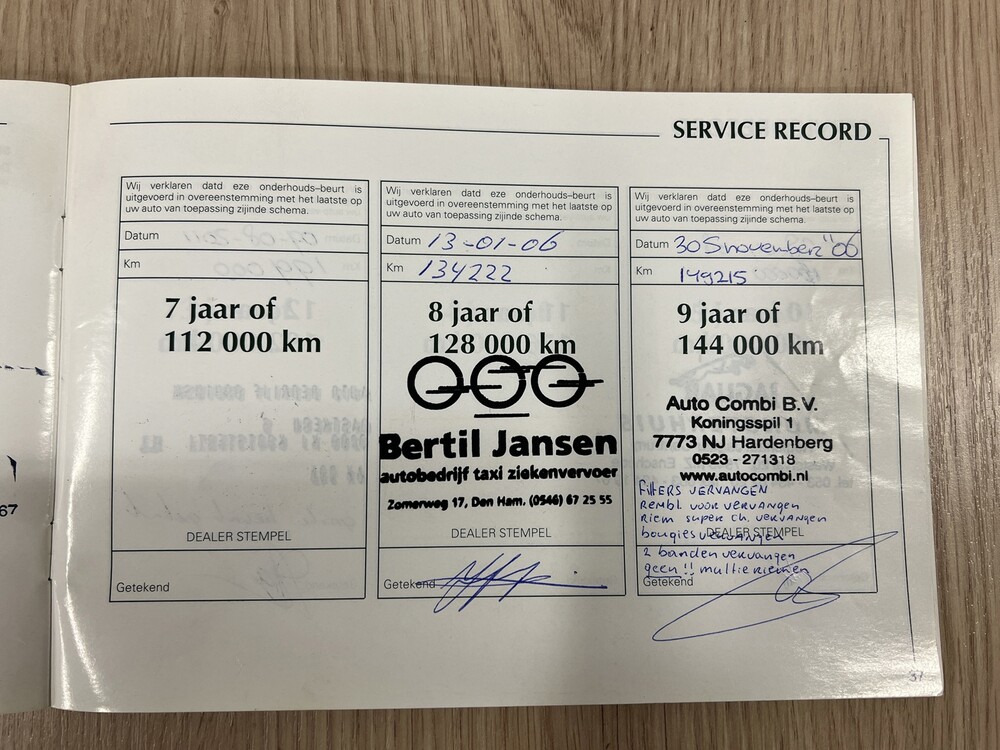 SERVICE RECORD
Wij verklaren datd eze onderhouds–beurt is
uitgevoerd in overeenstemming met het laatste op
uw auto van toepassing zijinde schema.
Datum
Km
7 jaar of
112 000 km
DEALER STEMPEL
Getekend
Wij verklaren datd eze onderhouds–beurt is
uitgevoerd in overeenstemming met het laatste op
uw auto van toepassing zijinde schema.
Datum 13-01-06
Km 134222
8 jaar of
128 000 km
Bertil Jansen
autobedrijf taxi ziekenvervoer
Zomerweg 17, Den Ham. (0546) 67 25 55
DEALER STEMPEL
Getekend
Wij verklaren datd eze onderhouds–beurt is
uitgevoerd in overeenstemming met het laatste op
uw auto van toepassing zijinde schema.
Datum 30 november "06
Km 149215
9 jaar of
144 000 km
Auto Combi B.V.
Koningsspil 1
7773 NJ Hardenberg
0523 - 271318
www.autocombi.nl
FILTERS VERVANGEN
Rembl. voor vervangen
Riem super ch. vervangen
bougies vervangen
DEALER STEMPEL
2 banden vervangen
geen !! multieriemen
Getekend
67
37